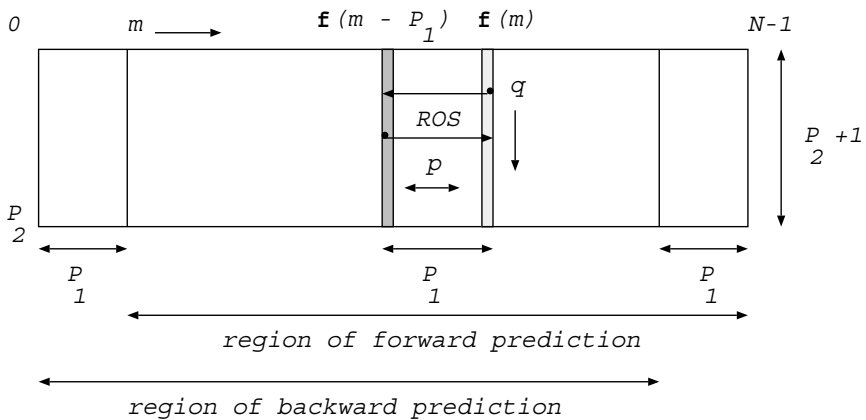 0 m f (m - P1) f (m) N-1
q
ROS
P2 +1
p
P2
P1 P1 P1
region of forward prediction
region of backward prediction